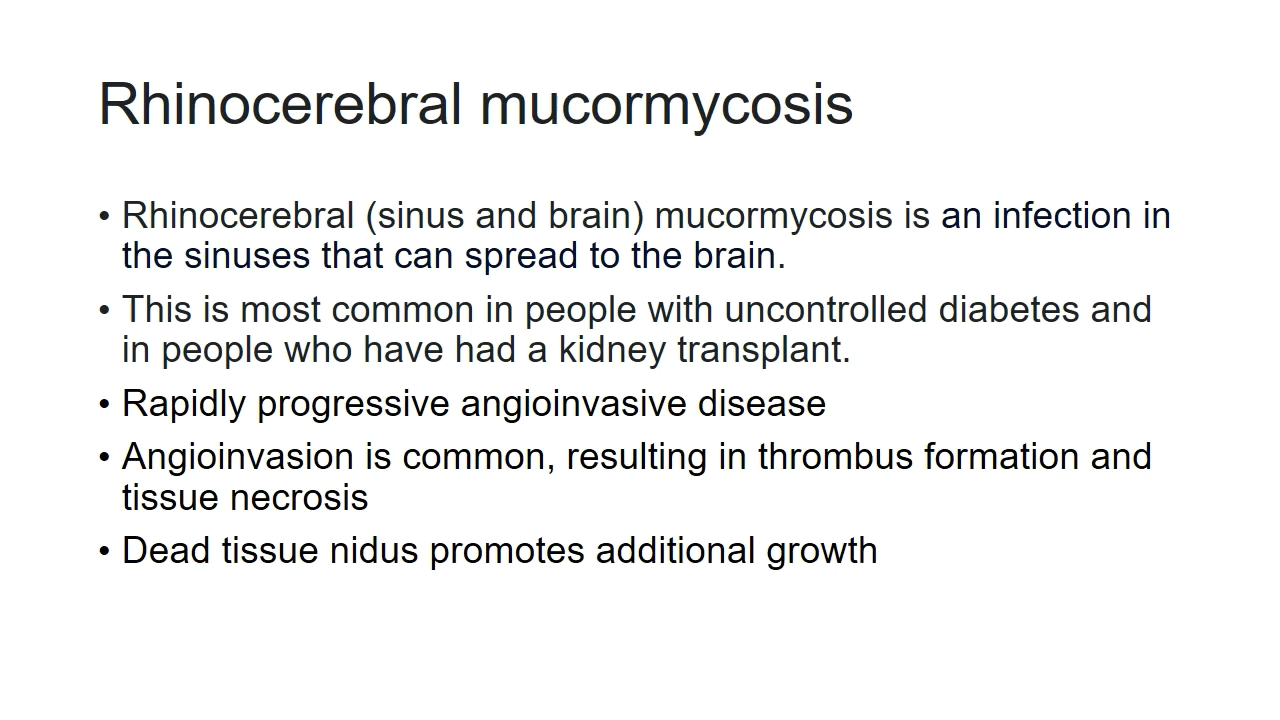 Rhinocerebral mucormycosis
• Rhinocerebral (sinus and brain) mucormycosis is an infection in
the sinuses that can spread to the brain.
• This is most common in people with uncontrolled diabetes and
in people who have had a kidney transplant.
• Rapidly progressive angioinvasive disease
• Angioinvasion is common, resulting in thrombus formation and
tissue necrosis
• Dead tissue nidus promotes additional growth